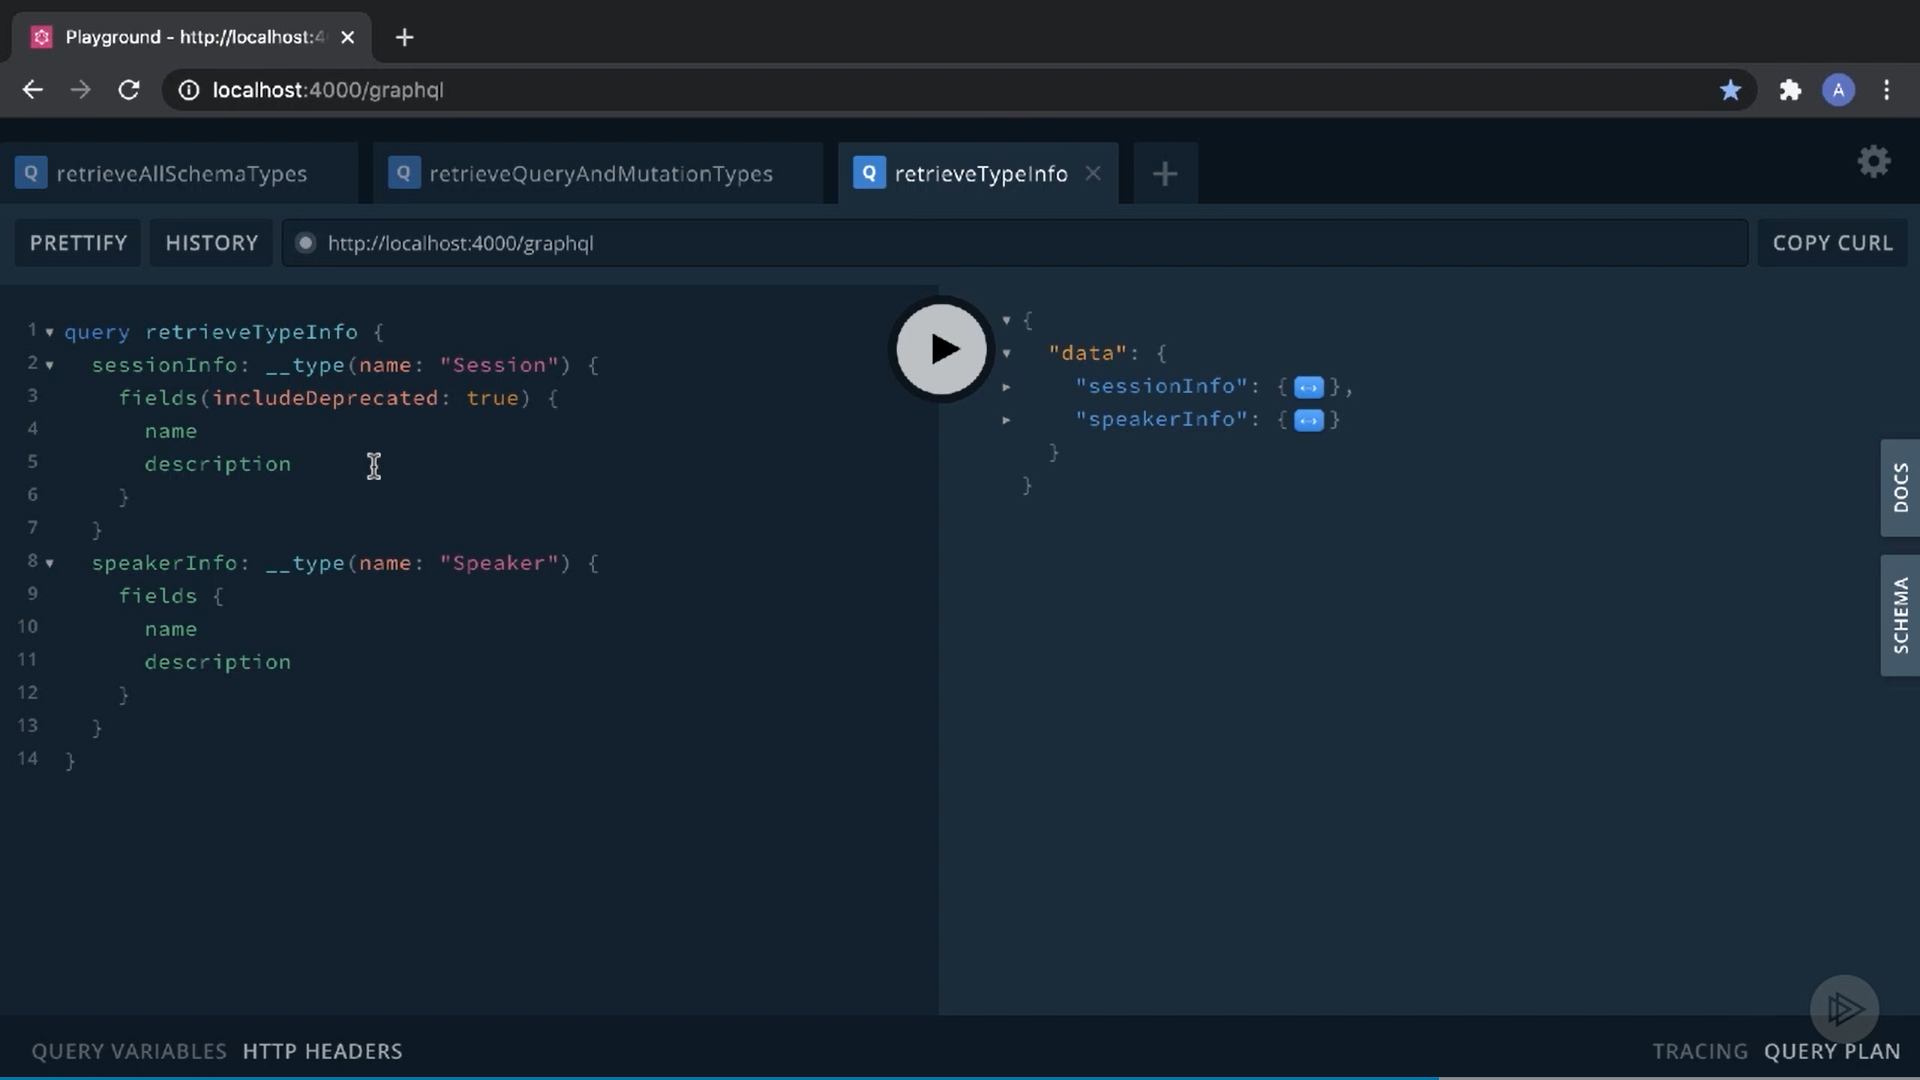 Playground - http://localhost:4
localhost:4000/graphql
A
Q retrieveAllSchemaTypes
Q retrieveQueryAndMutationTypes
Q retrieveTypeInfo
PRETTIFY
HISTORY
http://localhost:4000/graphql
COPY CURL
1 query retrieveTypeInfo {
2 sessionInfo: __type(name: "Session") {
3 fields(includeDeprecated: true) {
4 name
5 description
6 }
7 }
8 speakerInfo: __type(name: "Speaker") {
9 fields {
10 name
11 description
12 }
13 }
14 }
{
"data": {
"sessionInfo": {↔},
"speakerInfo": {↔}
}
}
DOCS
SCHEMA
QUERY VARIABLES HTTP HEADERS
TRACING QUERY PLAN